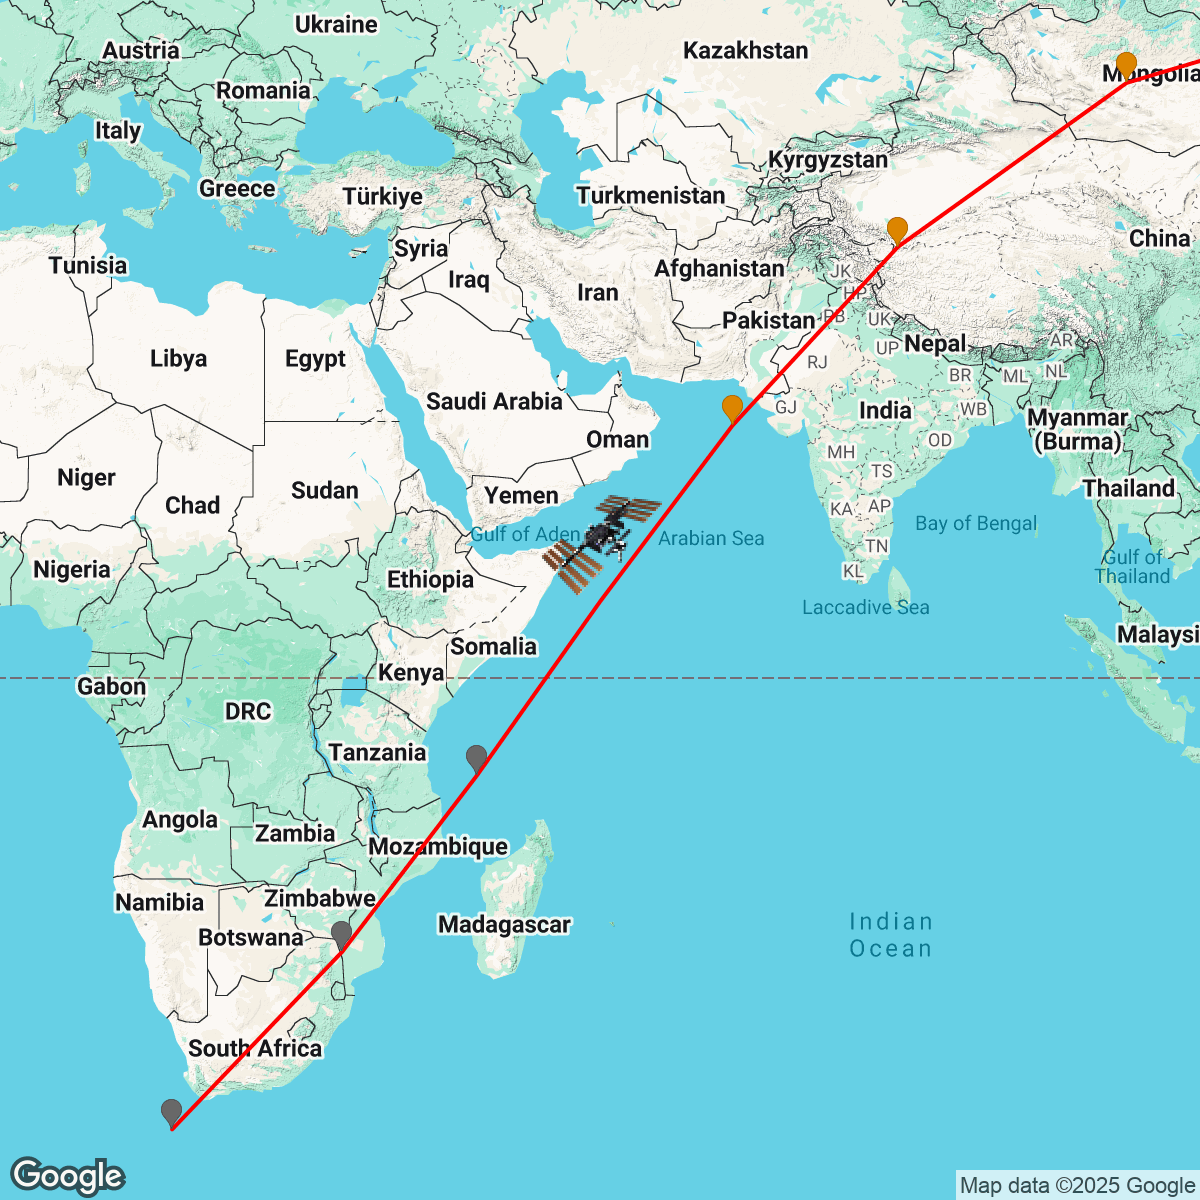 Ukraine
Austria
Kazakhstan
Mongolia
Romania
Italy
Kyrgyzstan
Greece
Türkiye
Turkmenistan
Syria
China
Tunisia
Iraq
Afghanistan
JK
Iran
HP
Pakistan
PB
UK
Libya
Egypt
Nepal
AR
UP
RJ
BR
ML
NL
Saudi Arabia
GJ
India
WB
Myanmar
(Burma)
Oman
OD
MH
TS
Niger
Chad
Sudan
Yemen
Thailand
KA
AP
Gulf of Aden
Arabian Sea
Bay of Bengal
TN
Nigeria
Ethiopia
KL
Gulf of
Thailand
Laccadive Sea
Somalia
Malaysi
Kenya
Gabon
DRC
Tanzania
Angola
Zambia
Mozambique
Namibia
Zimbabwe
Botswana
Madagascar
Indian
Ocean
South Africa
Google
Map data ©2025 Google